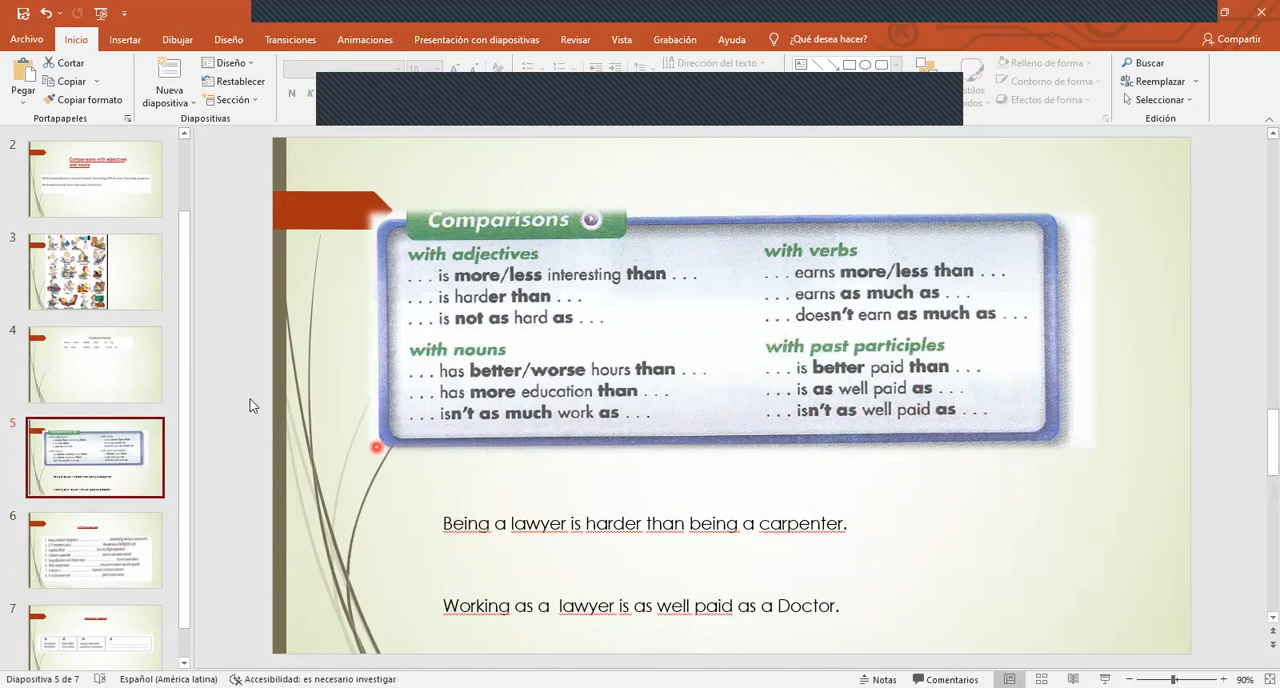 Archivo Inicio Insertar Dibujar Diseño Transiciones Animaciones Presentación con diapositivas Revisar Vista Grabación Ayuda ¿Qué desea hacer? Compartir
Pegar
Cortar
Copiar
Copiar formato
Portapapeles
Nueva diapositiva
Diseño
Restablecer
Sección
Diapositivas
N K
Dirección del texto
Relleno de forma
Contorno de forma
Efectos de forma
Buscar
Reemplazar
Seleccionar
Edición
2
Comparisons with adjectives
and nouns
3
4
5
6
7
Comparisons
with adjectives
. . . is more/less interesting than . . .
. . . is harder than . . .
. . . is not as hard as . . .
with nouns
. . . has better/worse hours than . . .
. . . has more education than . . .
. . . isn't as much work as . . .
with verbs
. . . earns more/less than . . .
. . . earns as much as . . .
. . . doesn't earn as much as . . .
with past participles
. . . is better paid than . . .
. . . is as well paid as . . .
. . . isn't as well paid as . . .
Being a lawyer is harder than being a carpenter.
Working as a  lawyer is as well paid as a Doctor.
Diapositiva 5 de 7 Español (América latina) Accesibilidad: es necesario investigar Notas Comentarios 90%